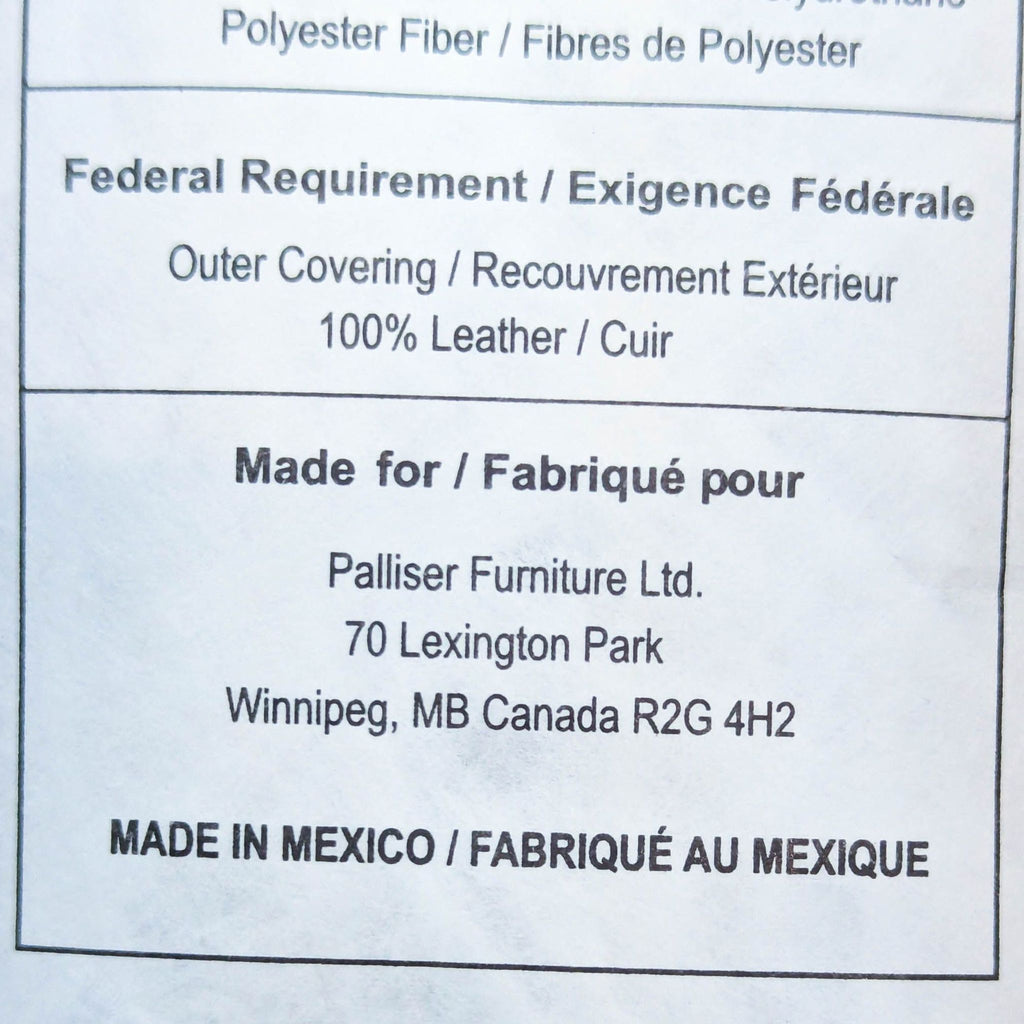 Polyester Fiber / Fibres de Polyester
Federal Requirement / Exigence Fédérale
Outer Covering / Recouvrement Extérieur
100% Leather / Cuir
Made for / Fabriqué pour
Palliser Furniture Ltd.
70 Lexington Park
Winnipeg, MB Canada R2G 4H2
MADE IN MEXICO / FABRIQUÉ AU MEXIQUE